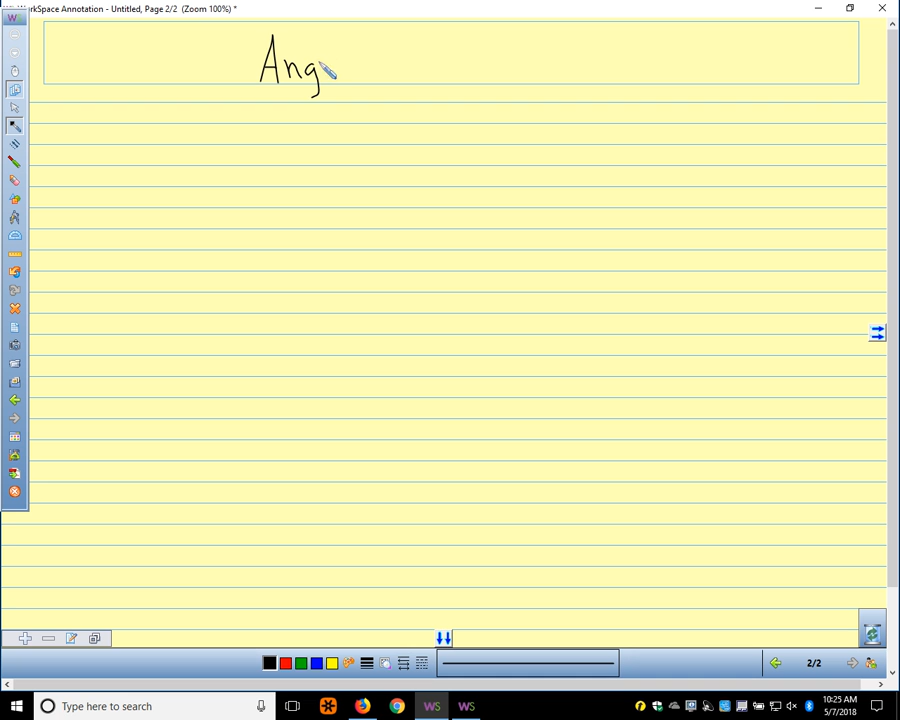 WorkSpace Annotation - Untitled, Page 2/2 (Zoom 100%) *
Ang
2/2
Type here to search
10:25 AM
5/7/2018